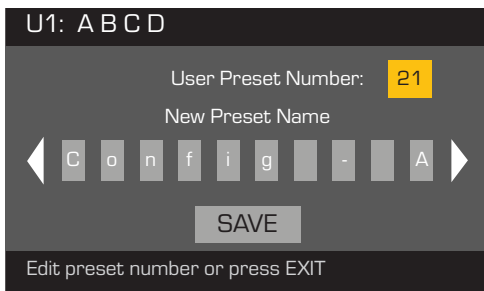 U1: A B C D
User Preset Number: 21
New Preset Name
C o n f i g - A
SAVE
Edit preset number or press EXIT